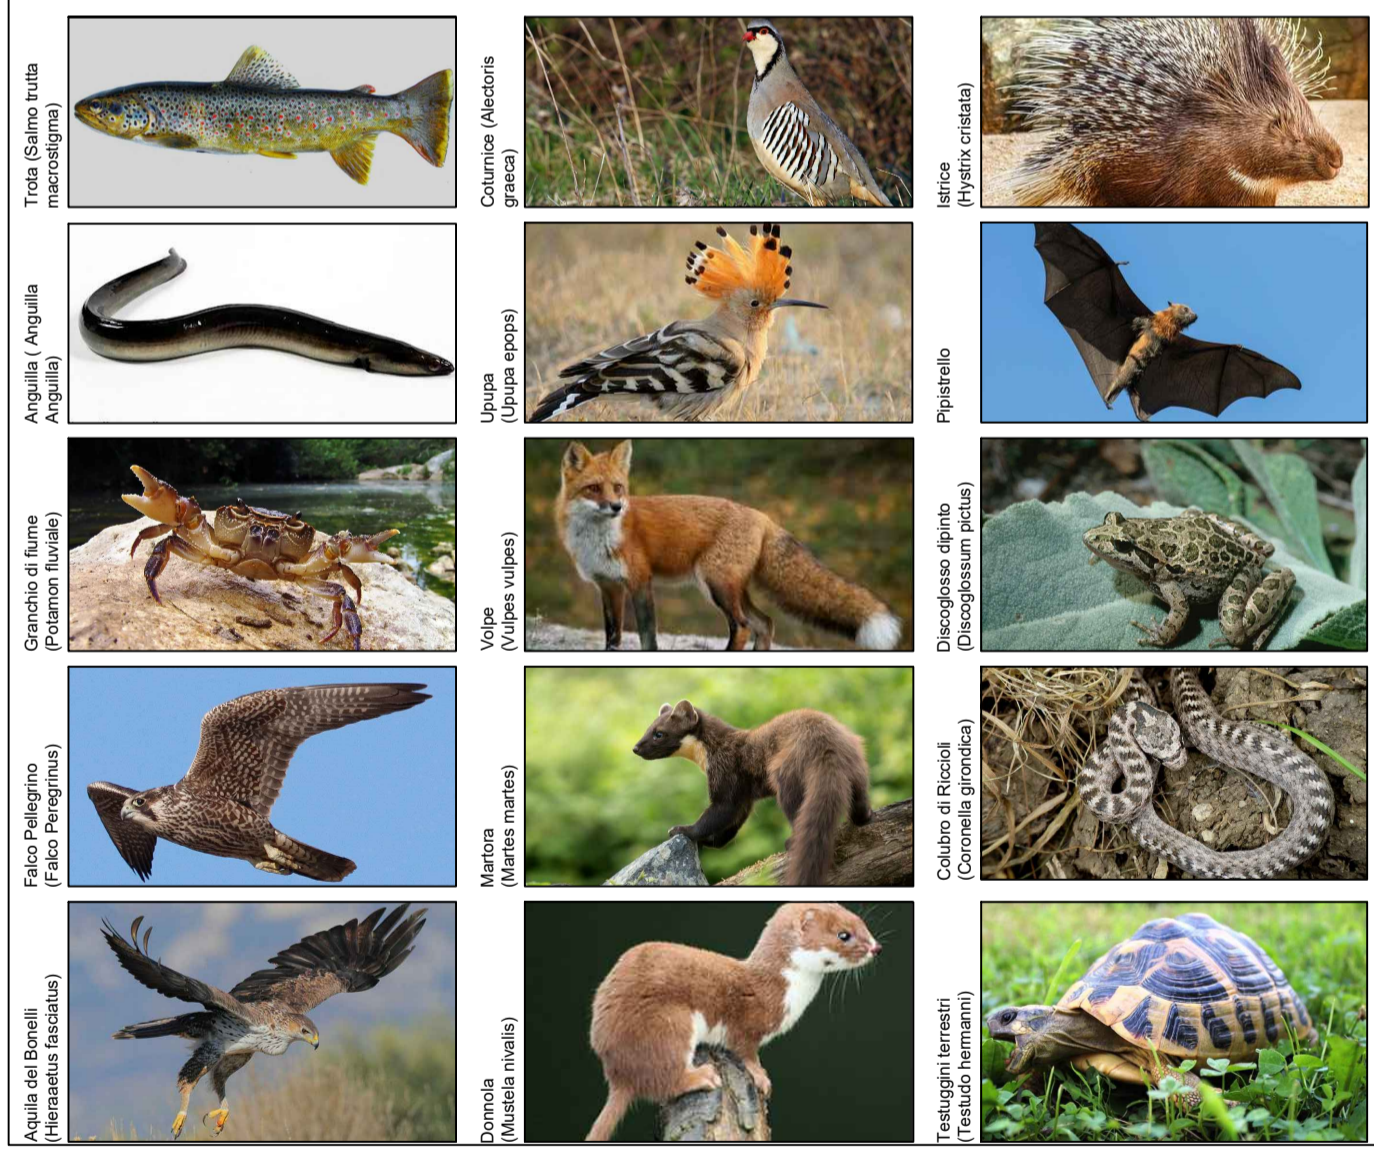 Trota (Salmo trutta
macrostigma)
Coturnice (Alectoris
graeca)
Istrice
(Hystrix cristata)
Anguilla ( Anguilla
Anguilla)
Upupa
(Upupa epops)
Pipistrello
Granchio di fiume
(Potamon fluviale)
Volpe
(Vulpes vulpes)
Discoglosso dipinto
(Discoglossum pictus)
Falco Pellegrino
(Falco Peregrinus)
Martora
(Martes martes)
Colubro di Riccioli
(Coronella girondica)
Aquila del Bonelli
(Hieraaetus fasciatus)
Donnola
(Mustela nivalis)
Testuggini terrestri
(Testudo hermanni)